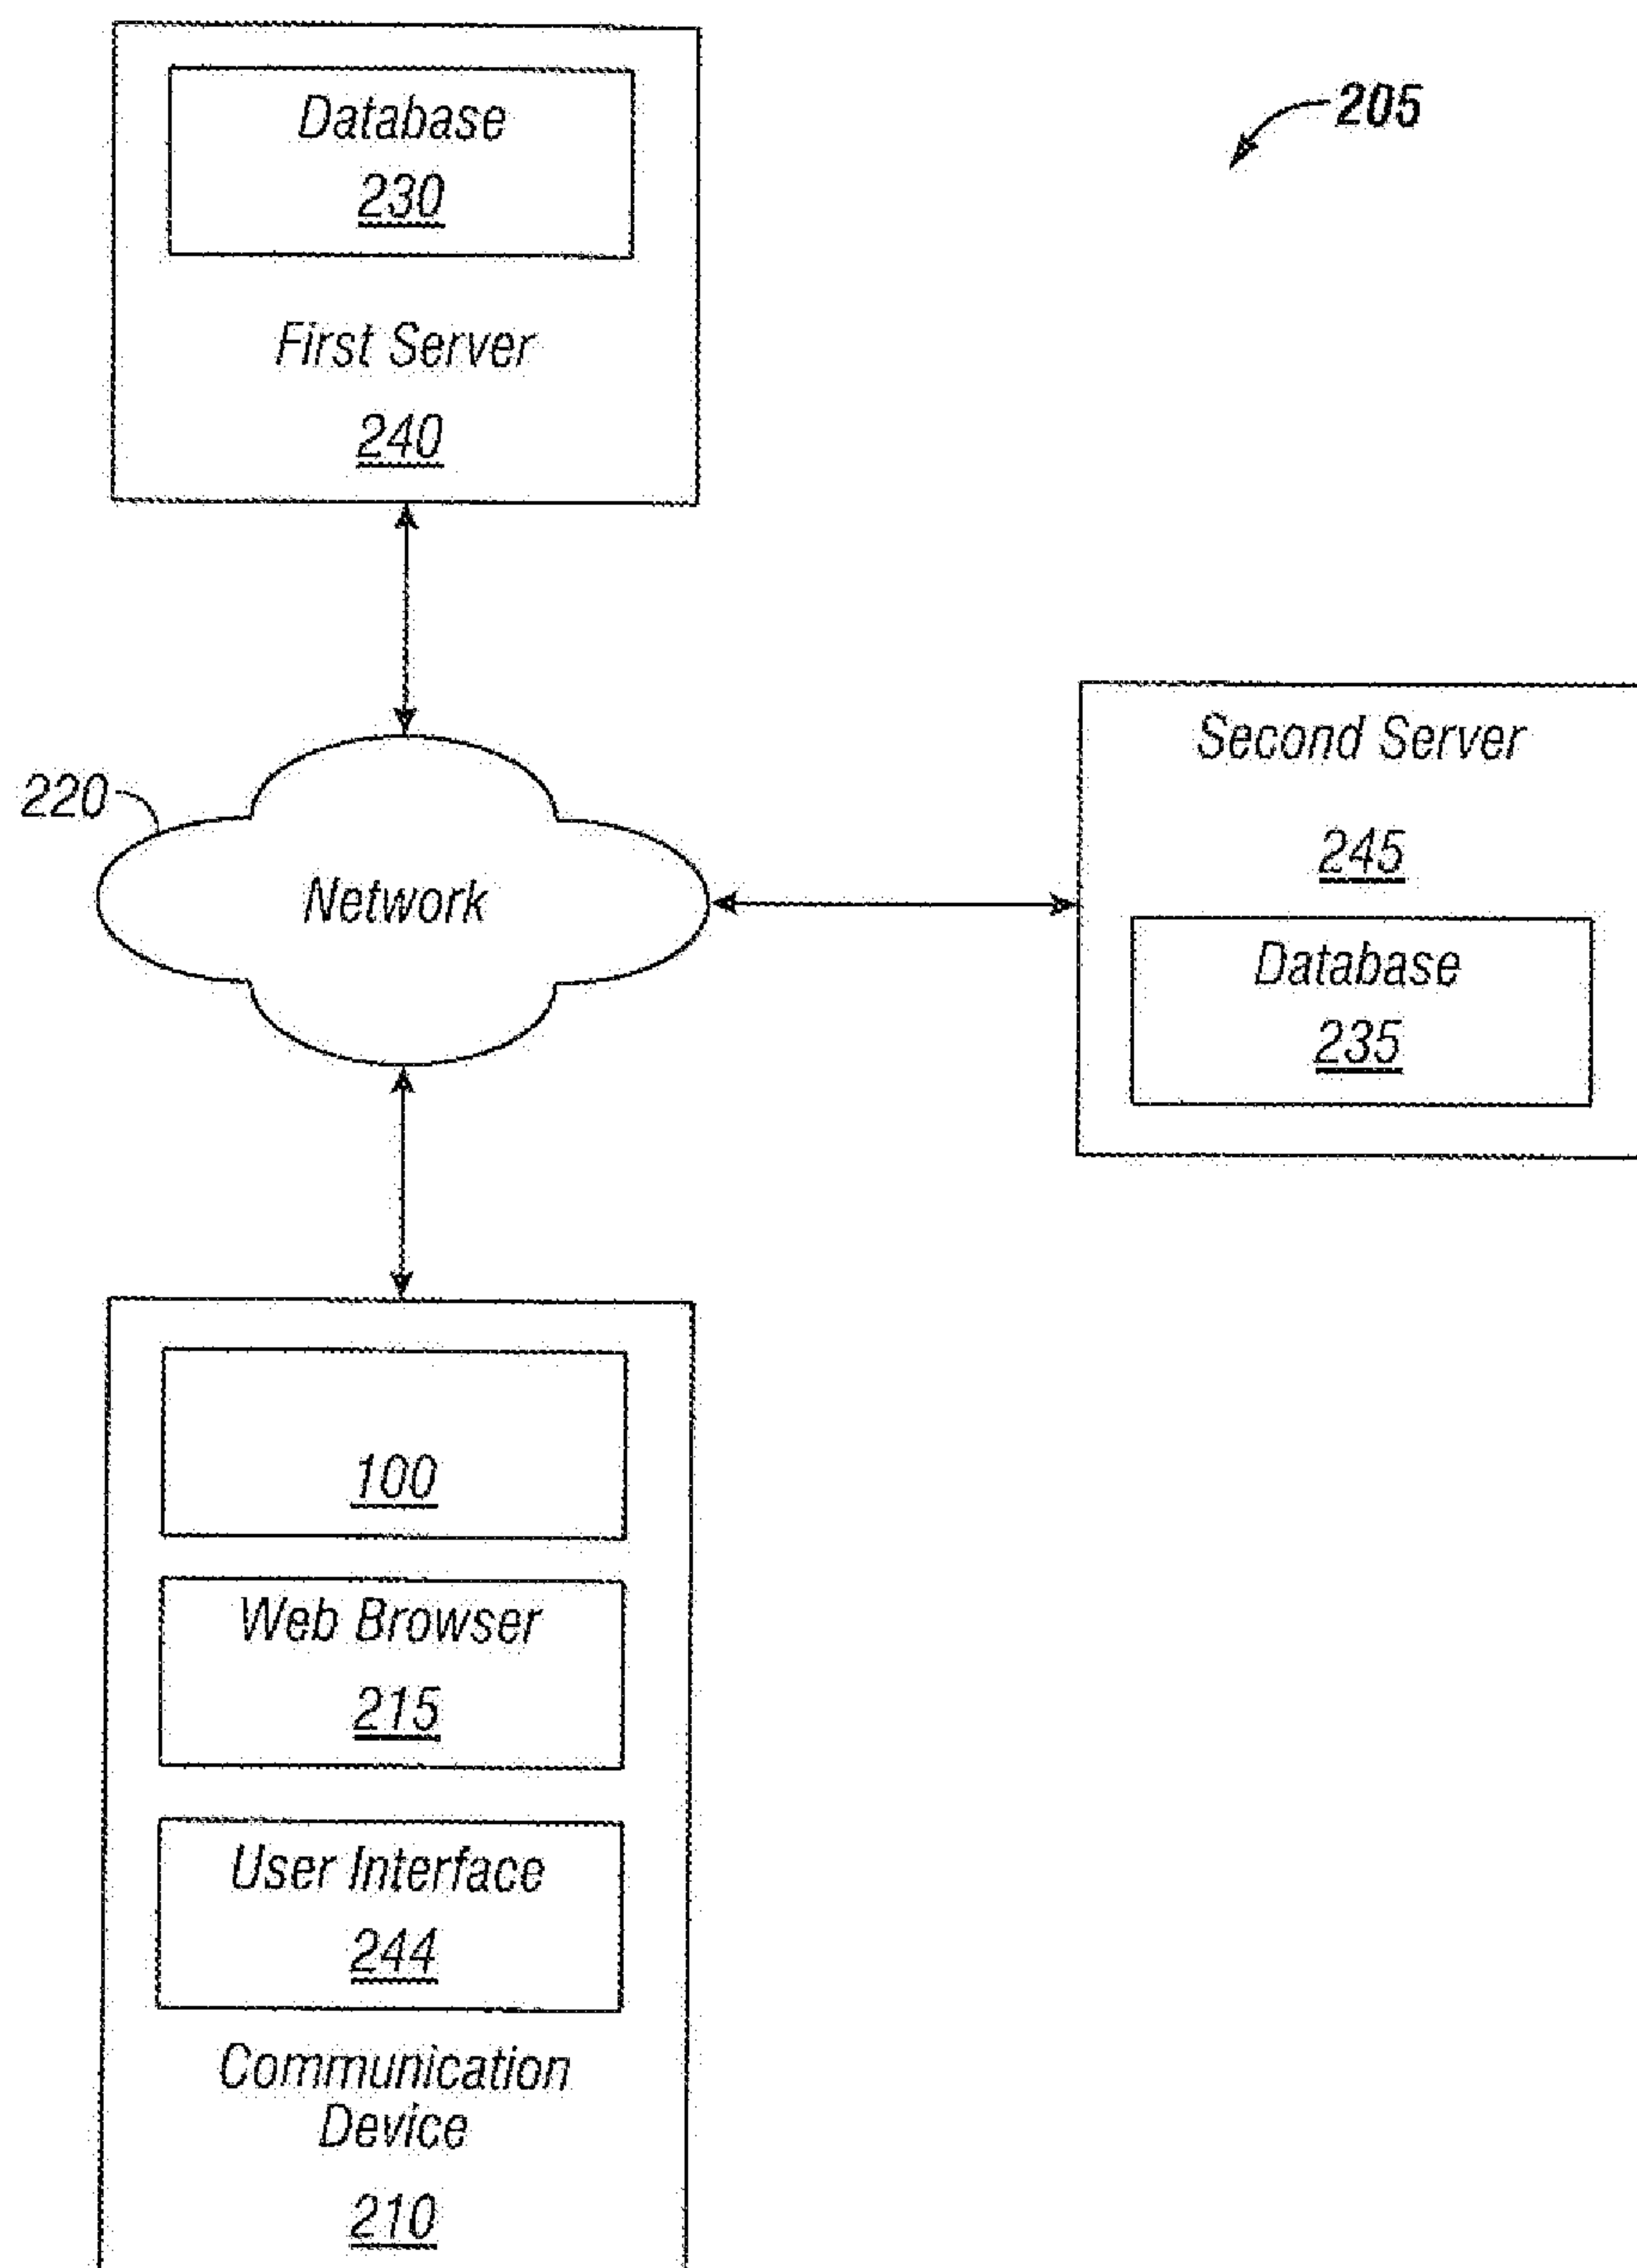 Database
230
First Server
240
205
220
Network
Second Server
245
Database
235
100
Web Browser
215
User Interface
244
Communication
Device
210